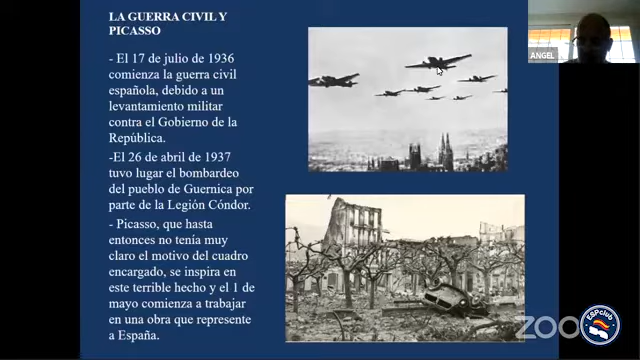 LA GUERRA CIVIL Y
PICASSO
- El 17 de julio de 1936
comienza la guerra civil
española, debido a un
levantamiento militar
contra el Gobierno de la
República.
-El 26 de abril de 1937
tuvo lugar el bombardeo
del pueblo de Guernica por
parte de la Legión Cóndor.
- Picasso, que hasta
entonces no tenía muy
claro el motivo del cuadro
encargado, se inspira en
este terrible hecho y el 1 de
mayo comienza a trabajar
en una obra que represente
a España.
ANGEL
ZOO
ESPclub